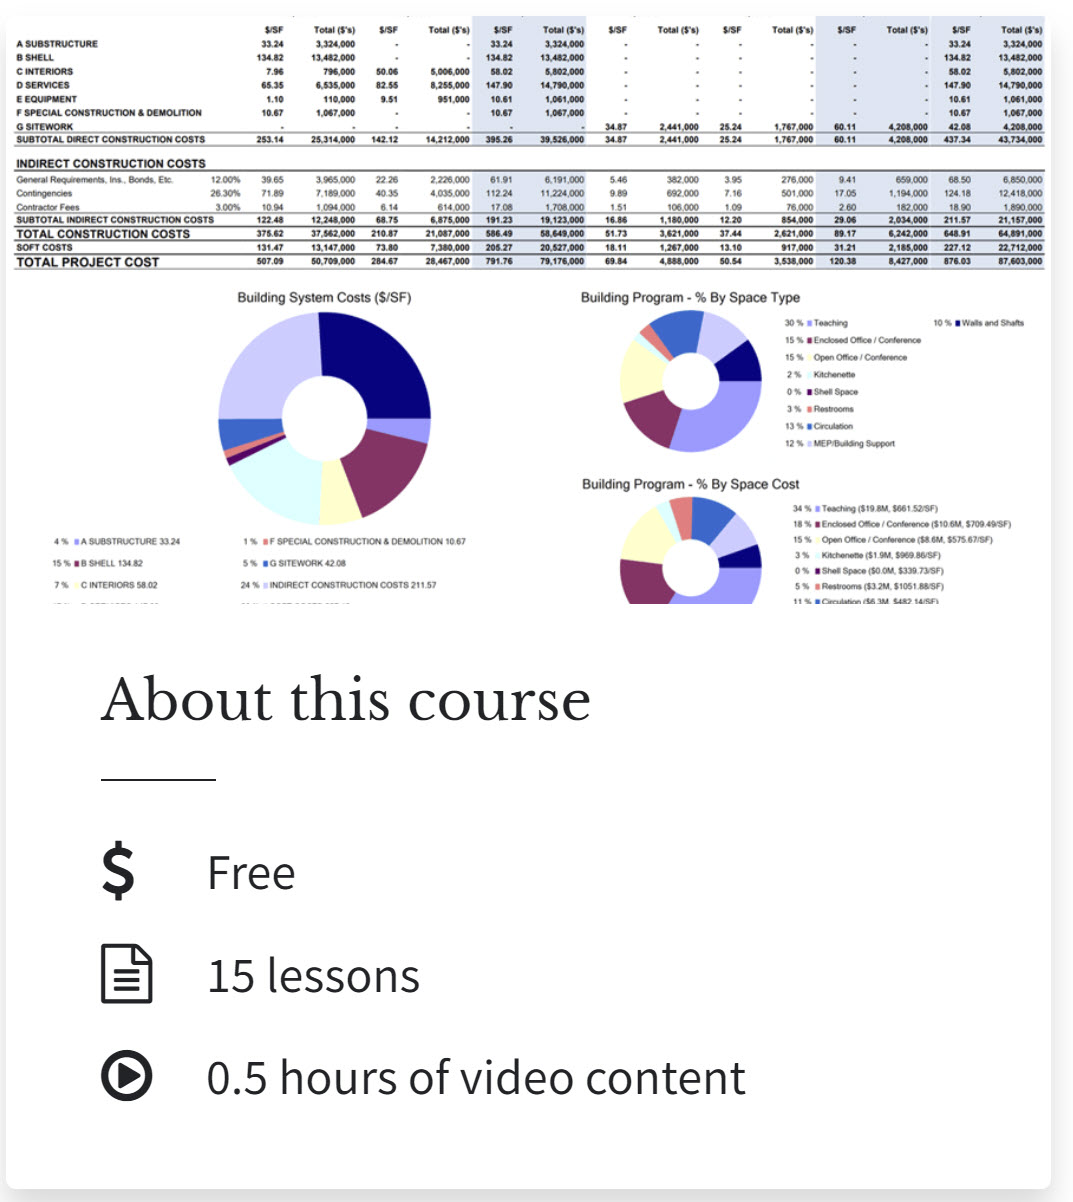 $/SF Total ($'s) $/SF Total ($'s) $/SF Total ($'s) $/SF Total ($'s) $/SF Total ($'s) $/SF Total ($'s) $/SF Total ($'s)
A SUBSTRUCTURE 33.24 3,324,000 - - 33.24 3,324,000 - - - - - - 33.24 3,324,000
B SHELL 134.82 13,482,000 - - 134.82 13,482,000 - - - - - - 134.82 13,482,000
C INTERIORS 7.96 796,000 50.06 5,006,000 58.02 5,802,000 - - - - - - 58.02 5,802,000
D SERVICES 65.35 6,535,000 82.55 8,255,000 147.90 14,790,000 - - - - - - 147.90 14,790,000
E EQUIPMENT 1.10 110,000 9.51 951,000 10.61 1,061,000 - - - - - - 10.61 1,061,000
F SPECIAL CONSTRUCTION & DEMOLITION 10.67 1,067,000 - - 10.67 1,067,000 - - - - - - 10.67 1,067,000
G SITEWORK - - - - - - 34.87 2,441,000 25.24 1,767,000 60.11 4,208,000 42.08 4,208,000
SUBTOTAL DIRECT CONSTRUCTION COSTS 253.14 25,314,000 142.12 14,212,000 395.26 39,526,000 34.87 2,441,000 25.24 1,767,000 60.11 4,208,000 437.34 43,734,000
INDIRECT CONSTRUCTION COSTS
General Requirements, Ins., Bonds, Etc. 12.00% 39.65 3,965,000 22.26 2,226,000 61.91 6,191,000 5.46 382,000 3.95 276,000 9.41 659,000 68.50 6,850,000
Contingencies 26.30% 71.89 7,189,000 40.35 4,035,000 112.24 11,224,000 9.89 692,000 7.16 501,000 17.05 1,194,000 124.18 12,418,000
Contractor Fees 3.00% 10.94 1,094,000 6.14 614,000 17.08 1,708,000 1.51 106,000 1.09 76,000 2.60 182,000 18.90 1,890,000
SUBTOTAL INDIRECT CONSTRUCTION COSTS 122.48 12,248,000 68.75 6,875,000 191.23 19,123,000 16.86 1,180,000 12.20 854,000 29.06 2,034,000 211.57 21,157,000
TOTAL CONSTRUCTION COSTS 375.62 37,562,000 210.87 21,087,000 586.49 58,649,000 51.73 3,621,000 37.44 2,621,000 89.17 6,242,000 648.91 64,891,000
SOFT COSTS 131.47 13,147,000 73.80 7,380,000 205.27 20,527,000 18.11 1,267,000 13.10 917,000 31.21 2,185,000 227.12 22,712,000
TOTAL PROJECT COST 507.09 50,709,000 284.67 28,467,000 791.76 79,176,000 69.84 4,888,000 50.54 3,538,000 120.38 8,427,000 876.03 87,603,000
Building System Costs ($/SF)
4 % A SUBSTRUCTURE 33.24
15 % B SHELL 134.82
7 % C INTERIORS 58.02
1 % F SPECIAL CONSTRUCTION & DEMOLITION 10.67
5 % G SITEWORK 42.08
24 % INDIRECT CONSTRUCTION COSTS 211.57
Building Program - % By Space Type
30 % Teaching
15 % Enclosed Office / Conference
15 % Open Office / Conference
2 % Kitchenette
0 % Shell Space
3 % Restrooms
13 % Circulation
12 % MEP/Building Support
10 % Walls and Shafts
Building Program - % By Space Cost
34 % Teaching ($19.8M, $661.52/SF)
18 % Enclosed Office / Conference ($10.6M, $709.49/SF)
15 % Open Office / Conference ($8.6M, $575.67/SF)
3 % Kitchenette ($1.9M, $969.86/SF)
0 % Shell Space ($0.0M, $339.73/SF)
5 % Restrooms ($3.2M, $1051.88/SF)
11 % Circulation ($6.3M, $482.14/SF)
About this course
Free
15 lessons
0.5 hours of video content